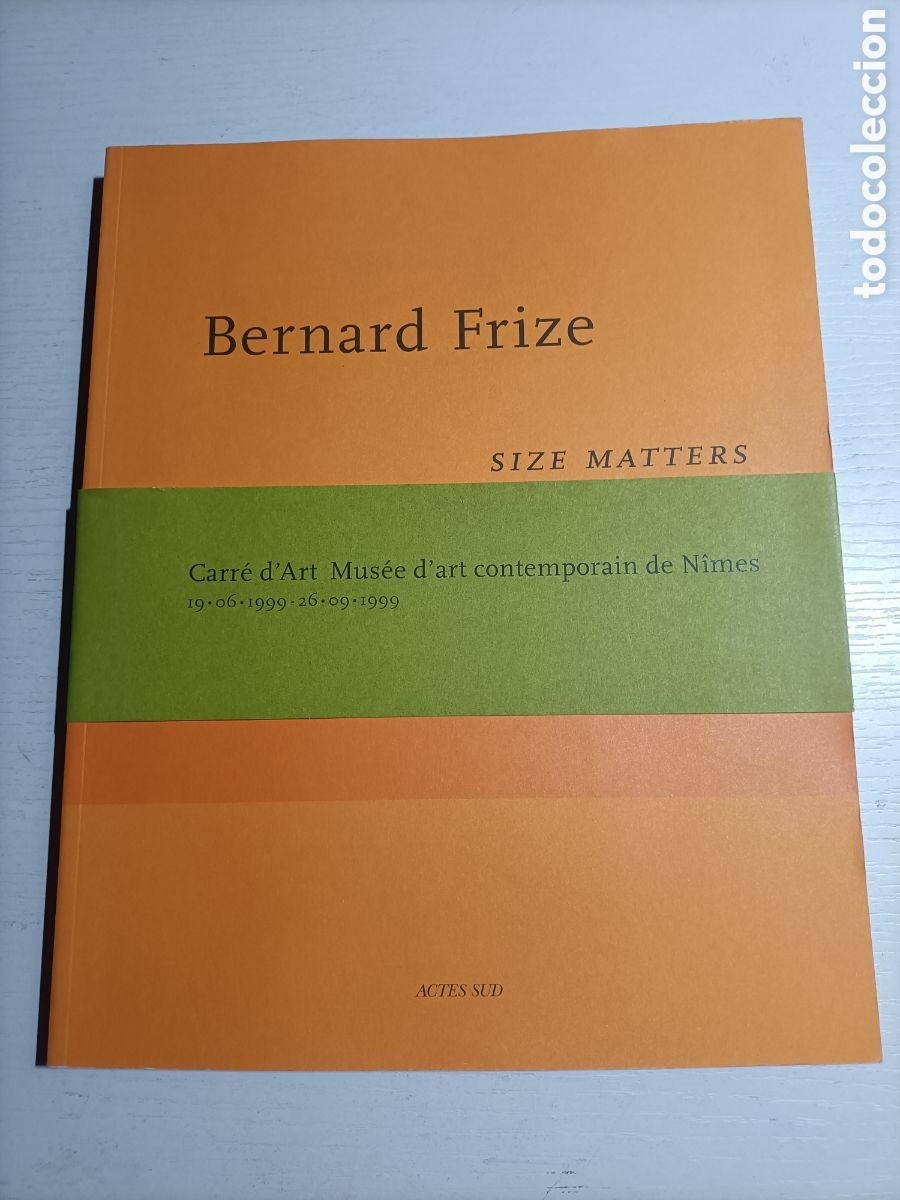 Bernard Frize
SIZE MATTERS
Carré d'Art Musée d'art contemporain de Nîmes
19·06·1999-26·09·1999
ACTES SUD
todocoleccion